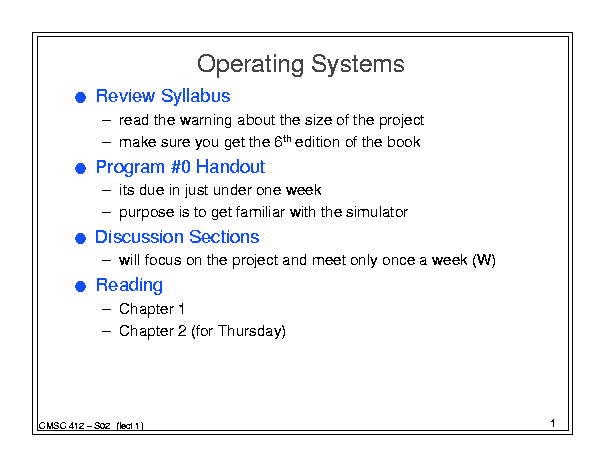 Operating Systems
● Review Syllabus
– read the warning about the size of the project
– make sure you get the 6th edition of the book
● Program #0 Handout
– its due in just under one week
– purpose is to get familiar with the simulator
● Discussion Sections
– will focus on the project and meet only once a week (W)
● Reading
– Chapter 1
– Chapter 2 (for Thursday)
CMSC 412 – S02 (lect 1)
1